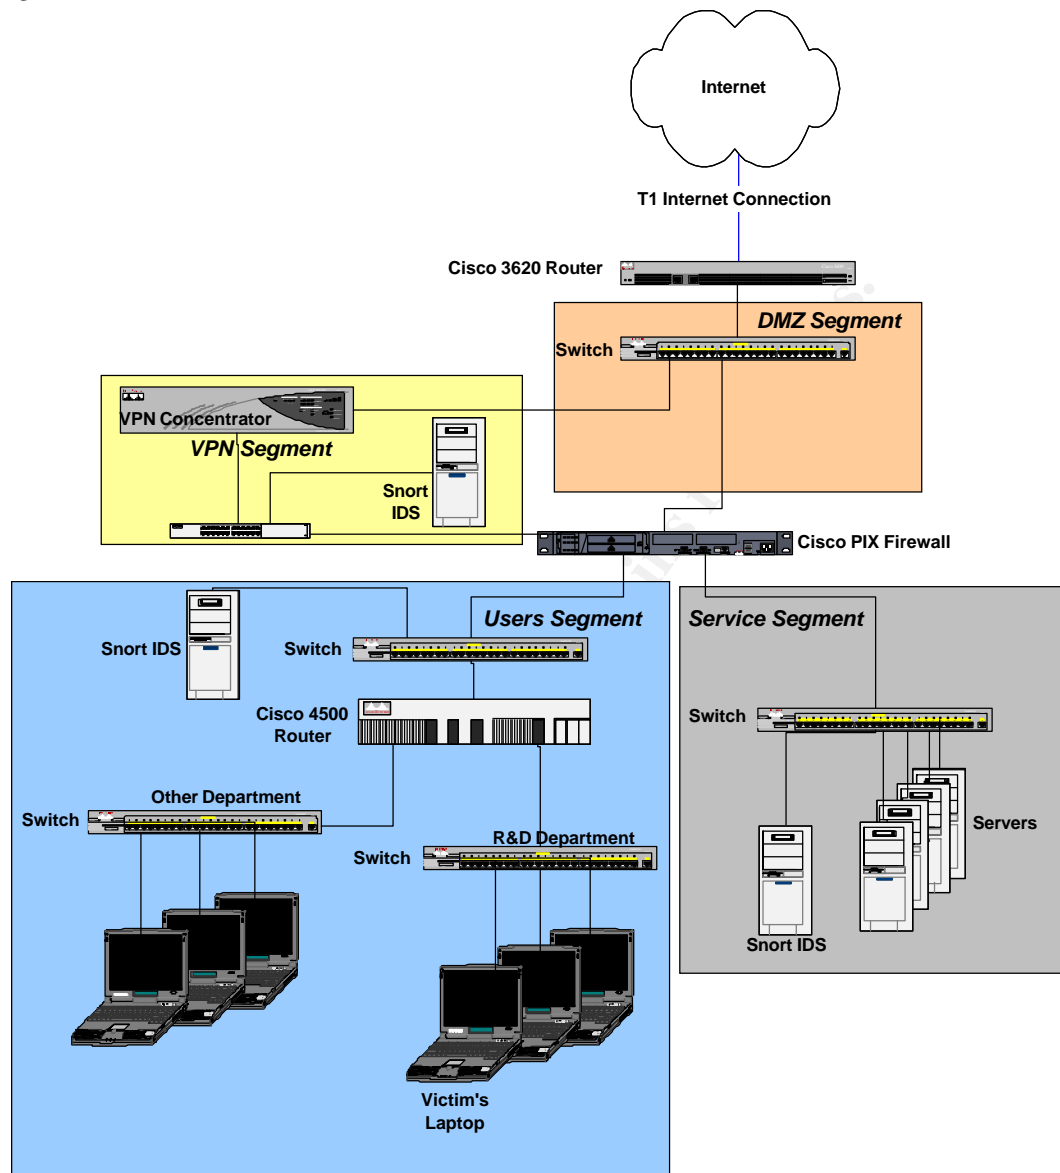 Internet
T1 Internet Connection
Cisco 3620 Router
DMZ Segment
Switch
VPN Concentrator
VPN Segment
Snort
IDS
Cisco PIX Firewall
Users Segment
Service Segment
Snort IDS
Switch
Cisco 4500
Router
Switch
Other Department
Switch
R&D Department
Switch
Servers
Snort IDS
Victim's
Laptop